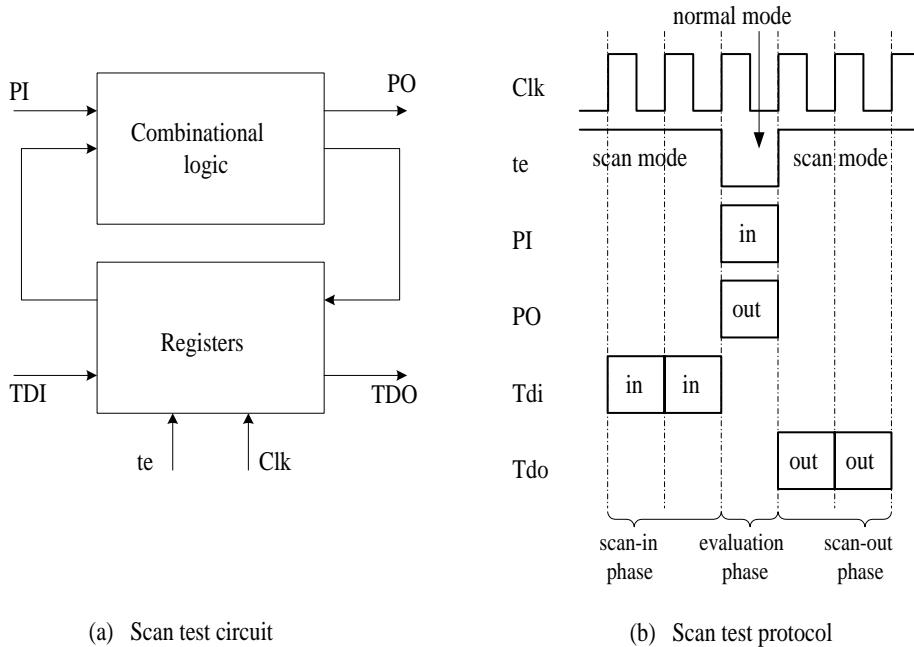 PI
PO
Combinational
logic
Registers
TDI
TDO
te
Clk
(a) Scan test circuit
normal mode
Clk
te
scan mode
scan mode
PI
in
PO
out
Tdi
in
in
Tdo
out
out
scan-in
phase
evaluation
phase
scan-out
phase
(b) Scan test protocol